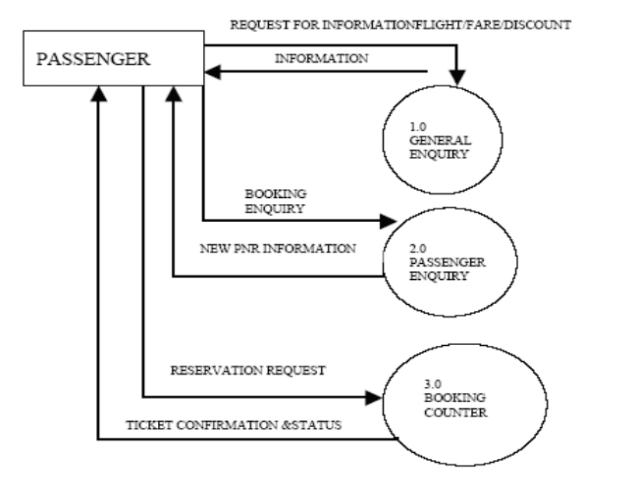 REQUEST FOR INFORMATIONFLIGHT/FARE/DISCOUNT
PASSENGER
INFORMATION
1.0
GENERAL
ENQUIRY
BOOKING
ENQUIRY
NEW PNR INFORMATION
2.0
PASSENGER
ENQUIRY
RESERVATION REQUEST
3.0
BOOKING
COUNTER
TICKET CONFIRMATION &STATUS